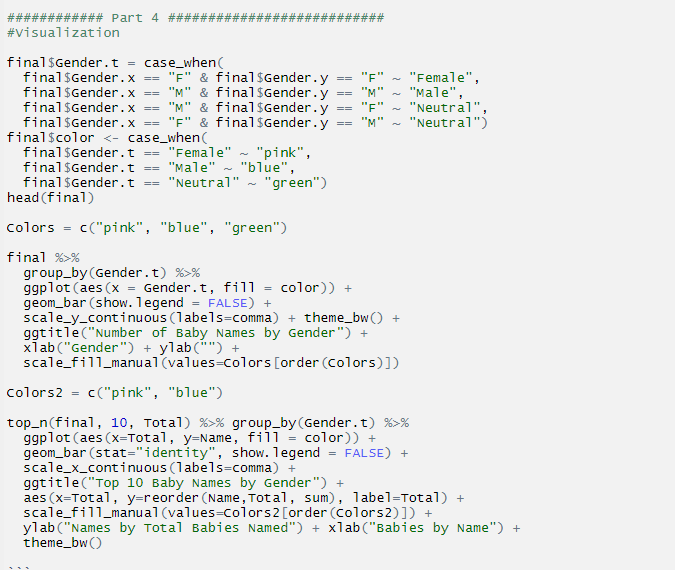 ############ Part 4 ###########################
#Visualization
final$Gender.t = case_when(
final$Gender.x == "F" & final$Gender.y == "F" ~ "Female",
final$Gender.x == "M" & final$Gender.y == "M" ~ "Male",
final$Gender.x == "M" & final$Gender.y == "F" ~ "Neutral",
final$Gender.x == "F" & final$Gender.y == "M" ~ "Neutral")
final$color <- case_when(
final$Gender.t == "Female" ~ "pink",
final$Gender.t == "Male" ~ "blue",
final$Gender.t == "Neutral" ~ "green")
head(final)
Colors = c("pink", "blue", "green")
final %>%
group_by(Gender.t) %>%
ggplot(aes(x = Gender.t, fill = color)) +
geom_bar(show.legend = FALSE) +
scale_y_continuous(labels=comma) + theme_bw() +
ggtitle("Number of Baby Names by Gender") +
xlab("Gender") + ylab("") +
scale_fill_manual(values=Colors[order(Colors)])
Colors2 = c("pink", "blue")
top_n(final, 10, Total) %>% group_by(Gender.t) %>%
ggplot(aes(x=Total, y=Name, fill = color)) +
geom_bar(stat="identity", show.legend = FALSE) +
scale_x_continuous(labels=comma) +
ggtitle("Top 10 Baby Names by Gender") +
aes(x=Total, y=reorder(Name,Total, sum), label=Total) +
scale_fill_manual(values=Colors2[order(Colors2)]) +
ylab("Names by Total Babies Named") + xlab("Babies by Name") +
theme_bw()
```